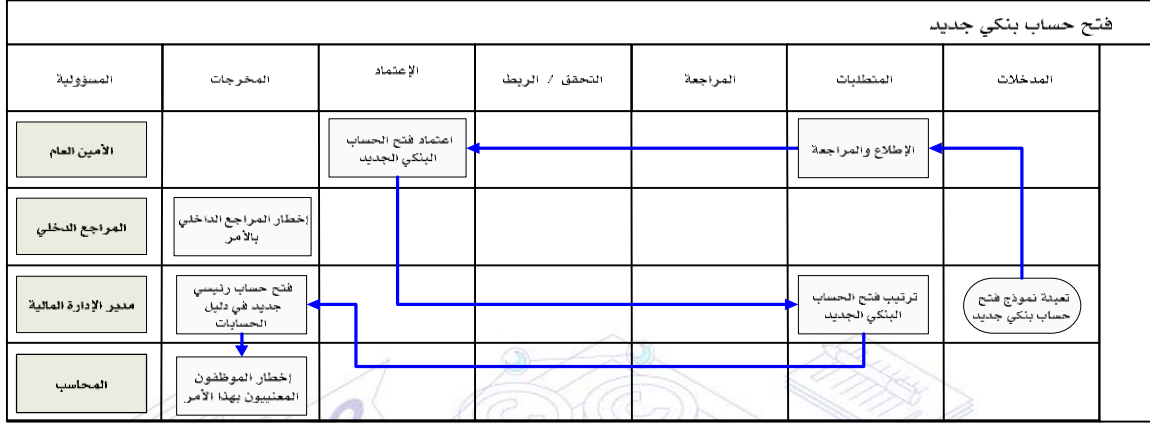 فتح حساب بنكي جديد
المدخلات
المتطلبات
المراجعة
التحقق / الربط
الإعتماد
المخرجات
المسؤولية
الإطلاع والمراجعة
اعتماد فتح الحساب
البنكي الجديد
الأمين العام
إخطار المراجع الداخلي
بالأمر
المراجع الدخلي
تعبئة نموذج فتح
حساب بنكي جديد
ترتيب فتح الحساب
البنكي الجديد
فتح حساب رئيسي
جديد في دليل
الحسابات
مدير الإدارة المالية
إخطار الموظفون
المعنييون بهذا الأمر
المحاسب